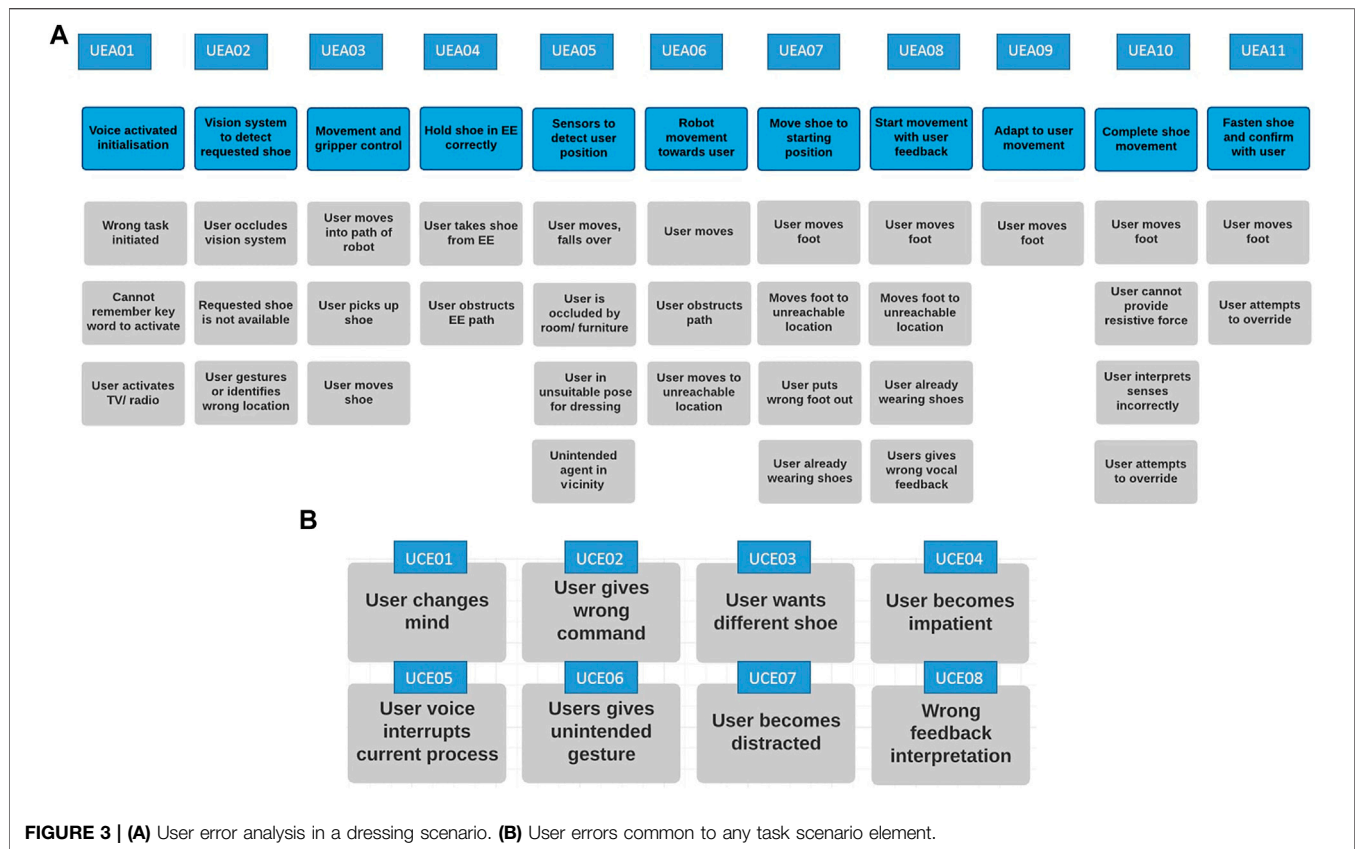 A
UEA01 UEA02 UEA03 UEA04 UEA05 UEA06 UEA07 UEA08 UEA09 UEA10 UEA11
Voice activated
initialisation
Vision system
to detect
requested shoe
Movement and
gripper control
Hold shoe in EE
correctly
Sensors to
detect user
position
Robot
movement
towards user
Move shoe to
starting
position
Start movement
with user
feedback
Adapt to user
movement
Complete shoe
movement
Fasten shoe
and confirm
with user
Wrong task
initiated
User occludes
vision system
User moves
into path of
robot
User takes shoe
from EE
User moves,
falls over
User moves
User moves
foot
User moves
foot
User moves
foot
User moves
foot
User moves
foot
Cannot
remember key
word to activate
Requested shoe
is not available
User picks up
shoe
User obstructs
EE path
User is
occluded by
room/ furniture
User obstructs
path
Moves foot to
unreachable
location
Moves foot to
unreachable
location
User cannot
provide
resistive force
User attempts
to override
User activates
TV/ radio
User gestures
or identifies
wrong location
User moves
shoe
User in
unsuitable pose
for dressing
User moves to
unreachable
location
User puts
wrong foot out
User already
wearing shoes
User interprets
senses
incorrectly
Unintended
agent in
vicinity
User already
wearing shoes
Users gives
wrong vocal
feedback
User attempts
to override
B
UCE01
User changes
mind
UCE02
User gives
wrong
command
UCE03
User wants
different shoe
UCE04
User becomes
impatient
UCE05
User voice
interrupts
current process
UCE06
Users gives
unintended
gesture
UCE07
User becomes
distracted
UCE08
Wrong
feedback
interpretation
FIGURE 3 | (A) User error analysis in a dressing scenario. (B) User errors common to any task scenario element.